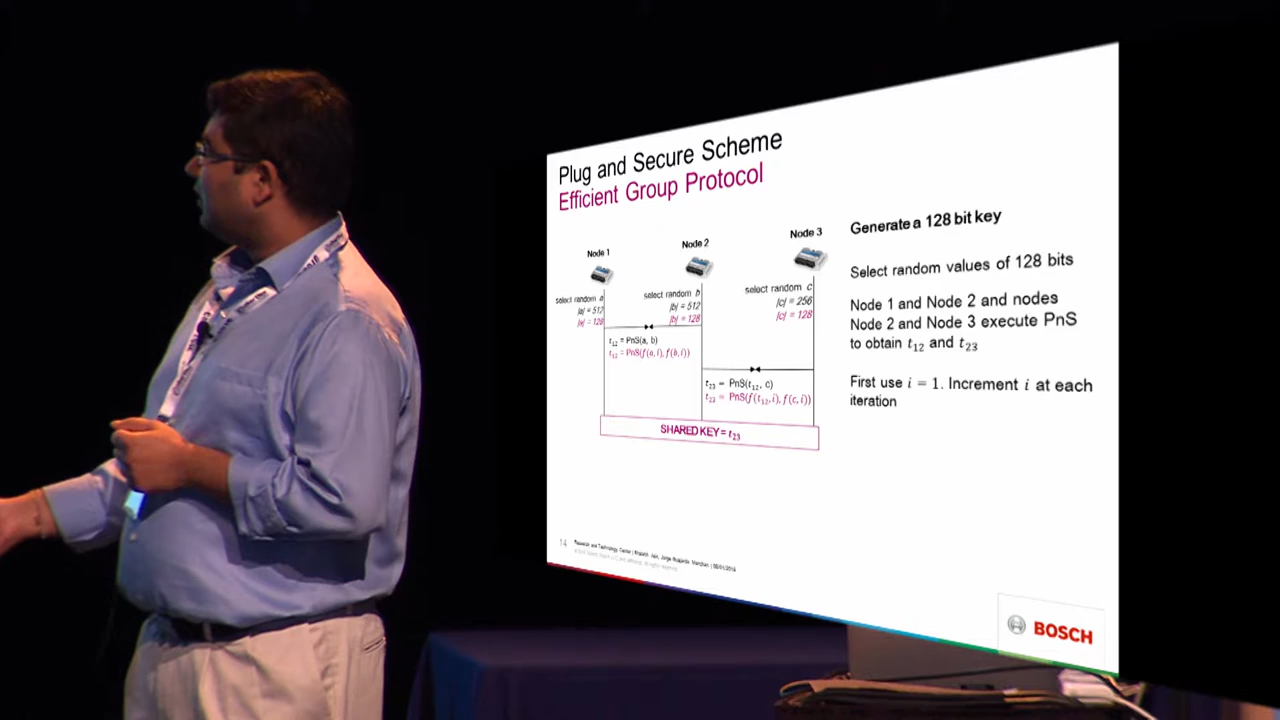 Plug and Secure Scheme
Efficient Group Protocol
Node 1
Node 2
Node 3
select random a
|a| = 512
|a| = 128
select random b
|b| = 512
|b| = 128
select random c
|c| = 256
|c| = 128
t₁₂ = PnS(a, b)
t₁₂ = PnS(f(a, i), f(b, i))
t₂₃ = PnS(t₁₂, c)
t₂₃ = PnS(f(t₁₂, i), f(c, i))
SHARED KEY = t₂₃
Generate a 128 bit key
Select random values of 128 bits
Node 1 and Node 2 and nodes
Node 2 and Node 3 execute PnS
to obtain t₁₂ and t₂₃
First use i = 1. Increment i at each
iteration
14
Research and Technology Center
BOSCH